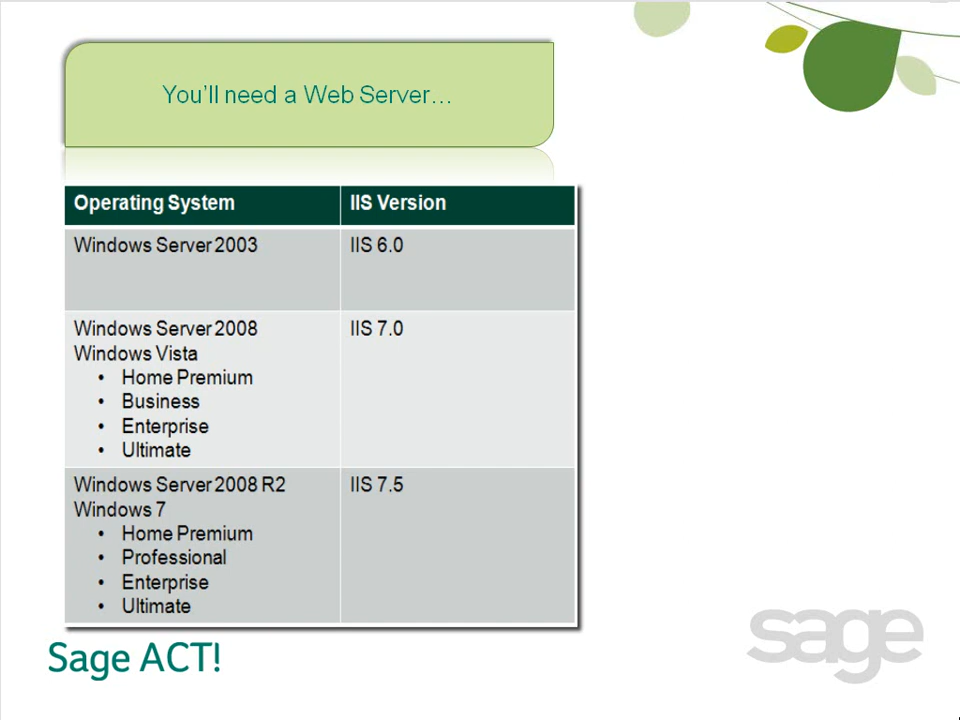 You'll need a Web Server…
Operating System IIS Version
Windows Server 2003 IIS 6.0
Windows Server 2008 IIS 7.0
Windows Vista
• Home Premium
• Business
• Enterprise
• Ultimate
Windows Server 2008 R2 IIS 7.5
Windows 7
• Home Premium
• Professional
• Enterprise
• Ultimate
Sage ACT!
sage